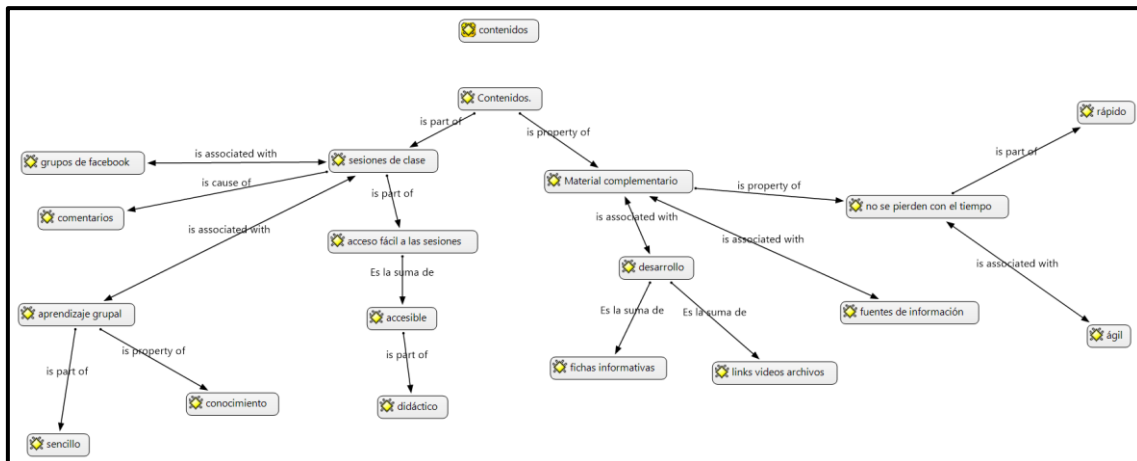 contenidos
Contenidos.
rápido
is part of
is property of
is part of
is associated with
grupos de facebook
sesiones de clase
is cause of
is part of
Material complementario
is property of
no se pierden con el tiempo
comentarios
is associated with
is associated with
is associated with
is associated with
acceso fácil a las sesiones
Es la suma de
desarrollo
aprendizaje grupal
accesible
Es la suma de
Es la suma de
fuentes de información
ágil
is property of
is part of
is part of
fichas informativas
links videos archivos
conocimiento
didáctico
sencillo